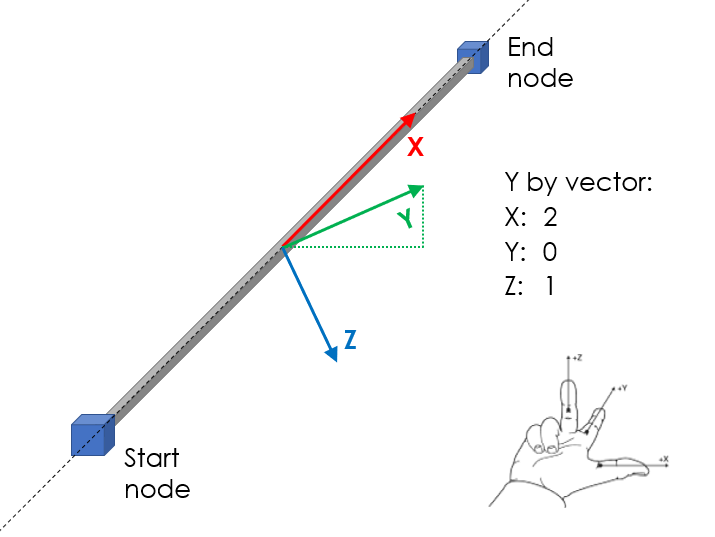 End
node
X
Y
Y by vector:
X: 2
Y: 0
Z: 1
Z
+Z
+Y
+X
Start
node